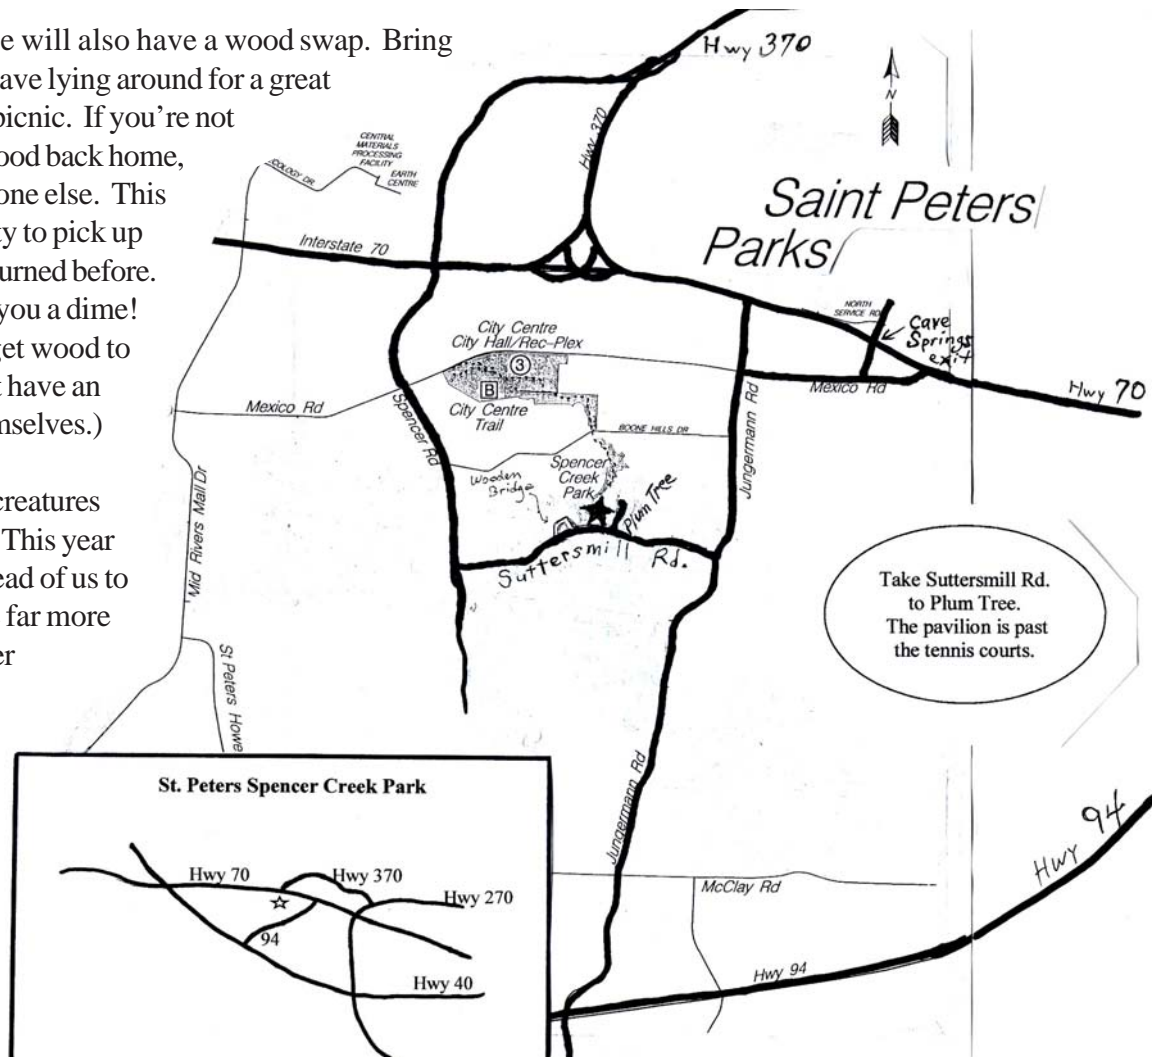 e will also have a wood swap. Bring
ave lying around for a great
picnic. If you're not
ood back home,
one else. This
ty to pick up
urned before.
you a dime!
get wood to
t have an
mselves.)
creatures
This year
ead of us to
far more
er
Hwy 370
Hwy 370
N
Saint Peters
Parks
CENTRAL
MATERIALS
PROCESSING
FACILITY
EARTH
CENTRE
COLOGY DR
Interstate 70
NORTH
SERVICE RD
Cave
Springs
exit
Hwy 70
Mexico Rd
City Centre
City Hall/Rec-Plex
3
B
City Centre
Trail
Mexico Rd
Spencer Rd
BOONE HILLS DR
Jungermann Rd
Spencer
Creek
Park
Wooden
Bridge
Plum Tree
Suttersmill Rd.
Mid Rivers Mall Dr
St Peters Howe
Take Suttersmill Rd.
to Plum Tree.
The pavilion is past
the tennis courts.
Jungermann Rd
McClay Rd
Hwy 94
Hwy 94
St. Peters Spencer Creek Park
Hwy 70
Hwy 370
Hwy 270
94
Hwy 40